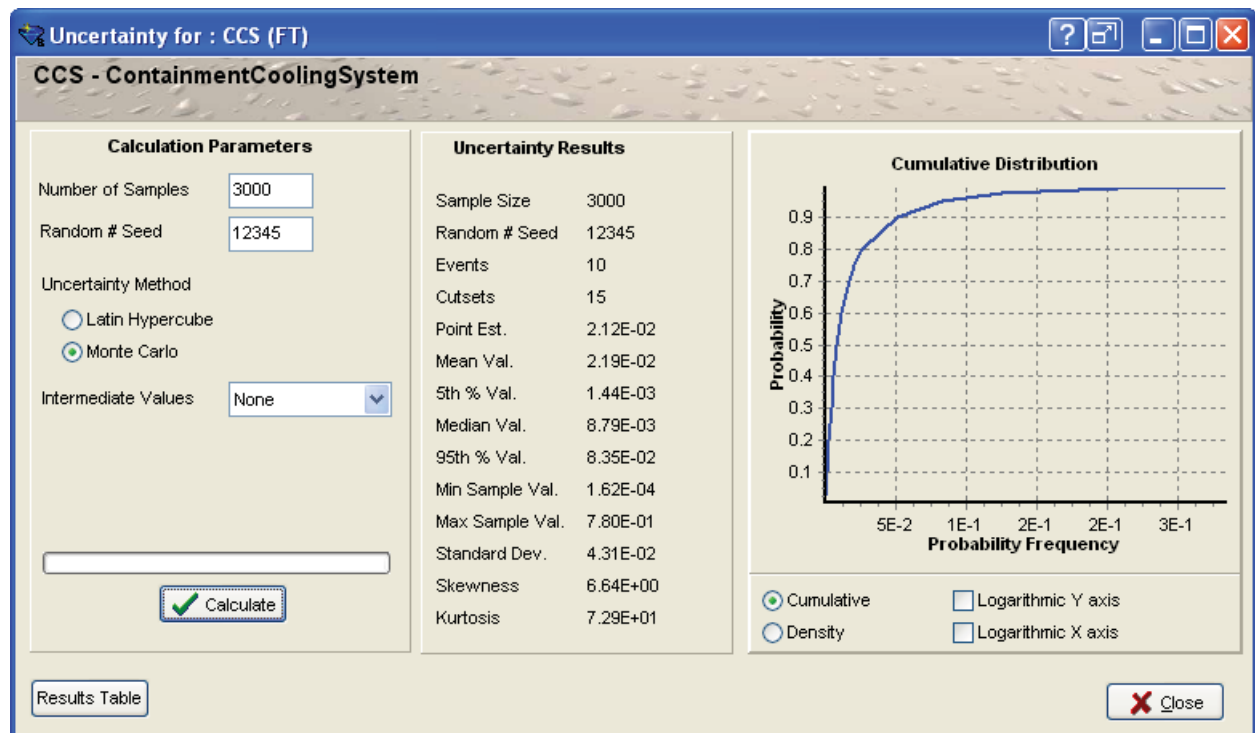 Uncertainty for : CCS (FT)
CCS - ContainmentCoolingSystem
Calculation Parameters
Number of Samples 3000
Random # Seed 12345
Uncertainty Method
Latin Hypercube
Monte Carlo
Intermediate Values None
Calculate
Uncertainty Results
Sample Size 3000
Random # Seed 12345
Events 10
Cutsets 15
Point Est. 2.12E-02
Mean Val. 2.19E-02
5th % Val. 1.44E-03
Median Val. 8.79E-03
95th % Val. 8.35E-02
Min Sample Val. 1.62E-04
Max Sample Val. 7.80E-01
Standard Dev. 4.31E-02
Skewness 6.64E+00
Kurtosis 7.29E+01
Cumulative Distribution
Probability
0.9
0.8
0.7
0.6
0.5
0.4
0.3
0.2
0.1
5E-2 1E-1 2E-1 2E-1 3E-1
Probability Frequency
Cumulative Logarithmic Y axis
Density Logarithmic X axis
Results Table
Close